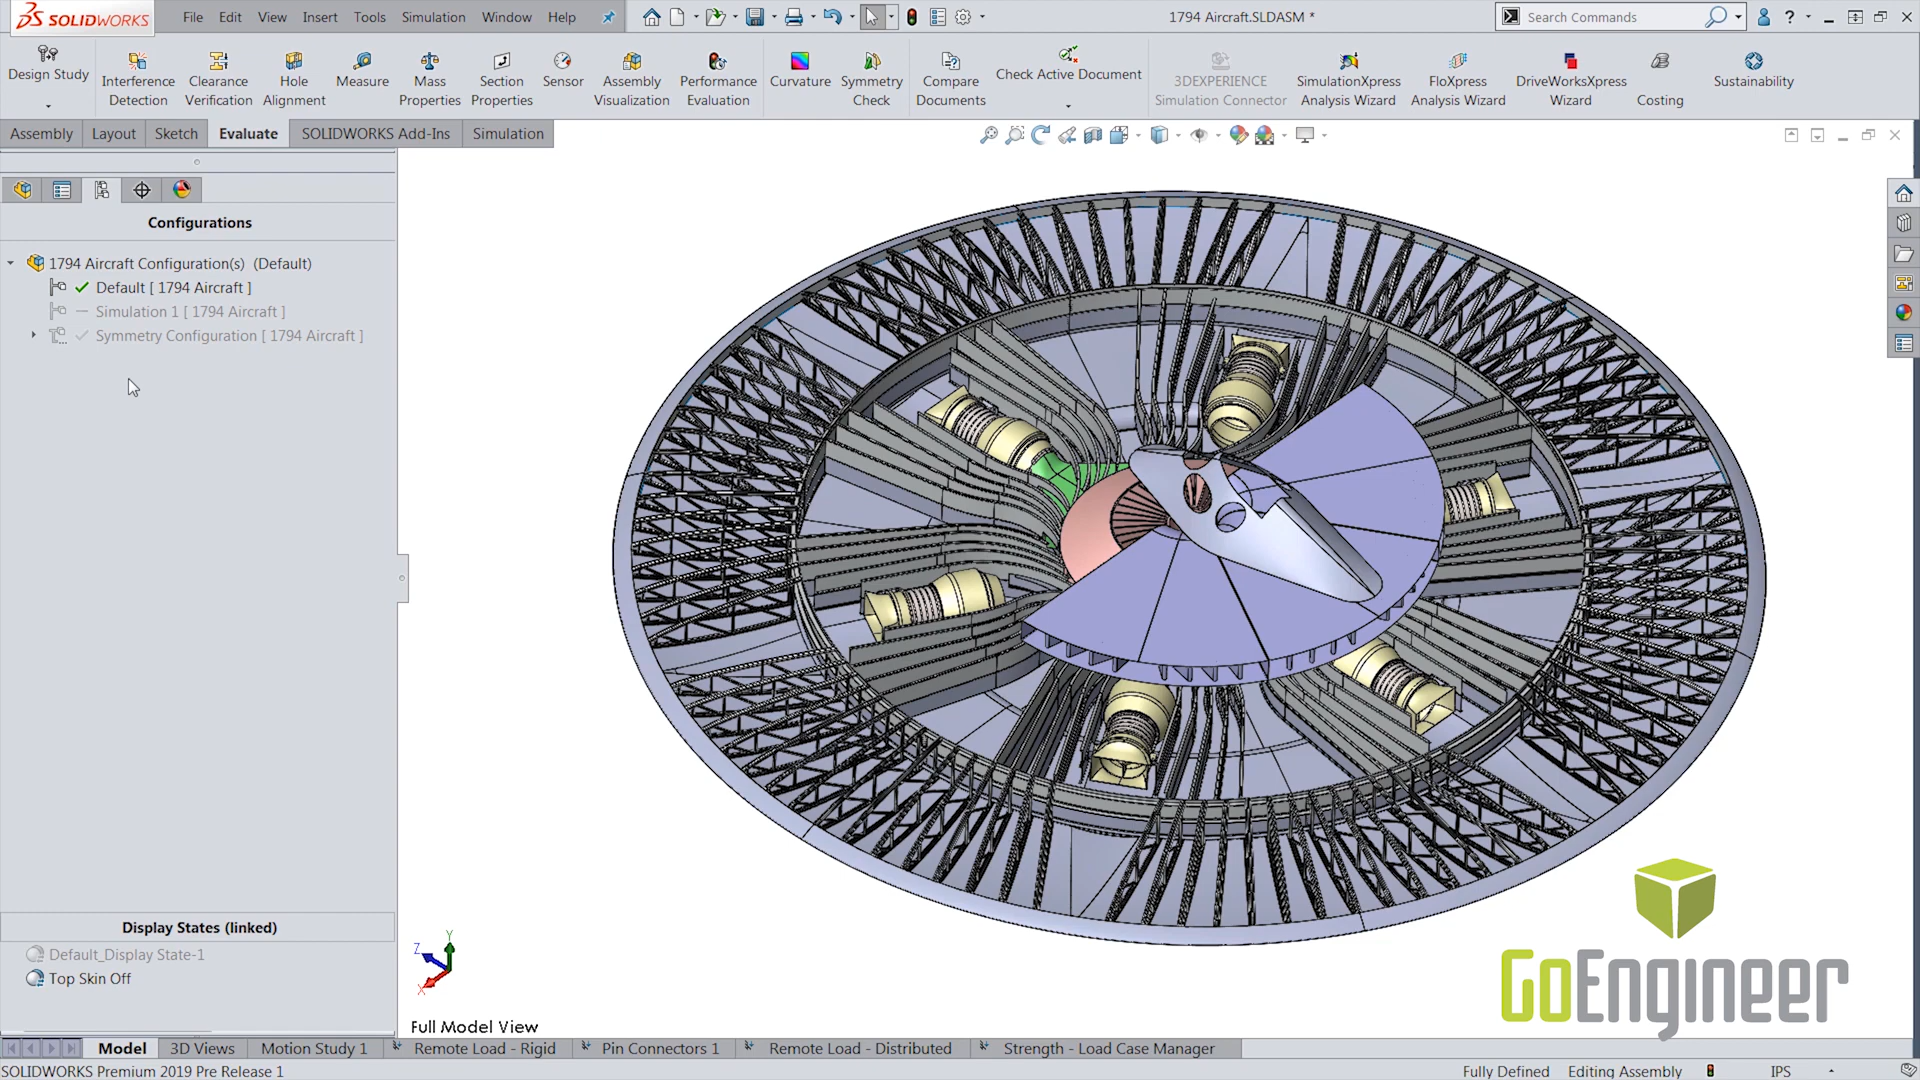 SOLIDWORKS File Edit View Insert Tools Simulation Window Help 1794 Aircraft.SLDASM * Search Commands ?
Design Study
Interference Detection
Clearance Verification
Hole Alignment
Measure
Mass Properties
Section Properties
Sensor
Assembly Visualization
Performance Evaluation
Curvature
Symmetry Check
Compare Documents
Check Active Document
3DEXPERIENCE Simulation Connector
SimulationXpress Analysis Wizard
FloXpress Analysis Wizard
DriveWorksXpress Wizard
Costing
Sustainability
Assembly Layout Sketch Evaluate SOLIDWORKS Add-Ins Simulation
Configurations
1794 Aircraft Configuration(s) (Default)
Default [ 1794 Aircraft ]
Simulation 1 [ 1794 Aircraft ]
Symmetry Configuration [ 1794 Aircraft ]
Display States (linked)
Default_Display State-1
Top Skin Off
Y
Z
X
GoEngineer
Full Model View
Model 3D Views Motion Study 1 Remote Load - Rigid Pin Connectors 1 Remote Load - Distributed Strength - Load Case Manager
SOLIDWORKS Premium 2019 Pre Release 1 Fully Defined Editing Assembly IPS